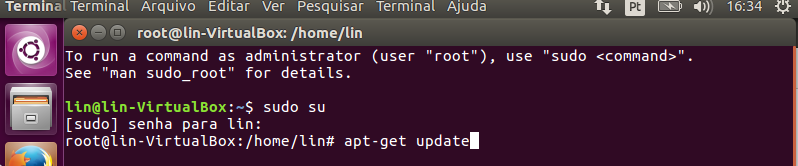 Terminal Terminal Arquivo Editar Ver Pesquisar Terminal Ajuda Pt 16:34
root@lin-VirtualBox: /home/lin
To run a command as administrator (user "root"), use "sudo <command>".
See "man sudo_root" for details.
lin@lin-VirtualBox:~$ sudo su
[sudo] senha para lin:
root@lin-VirtualBox:/home/lin# apt-get update